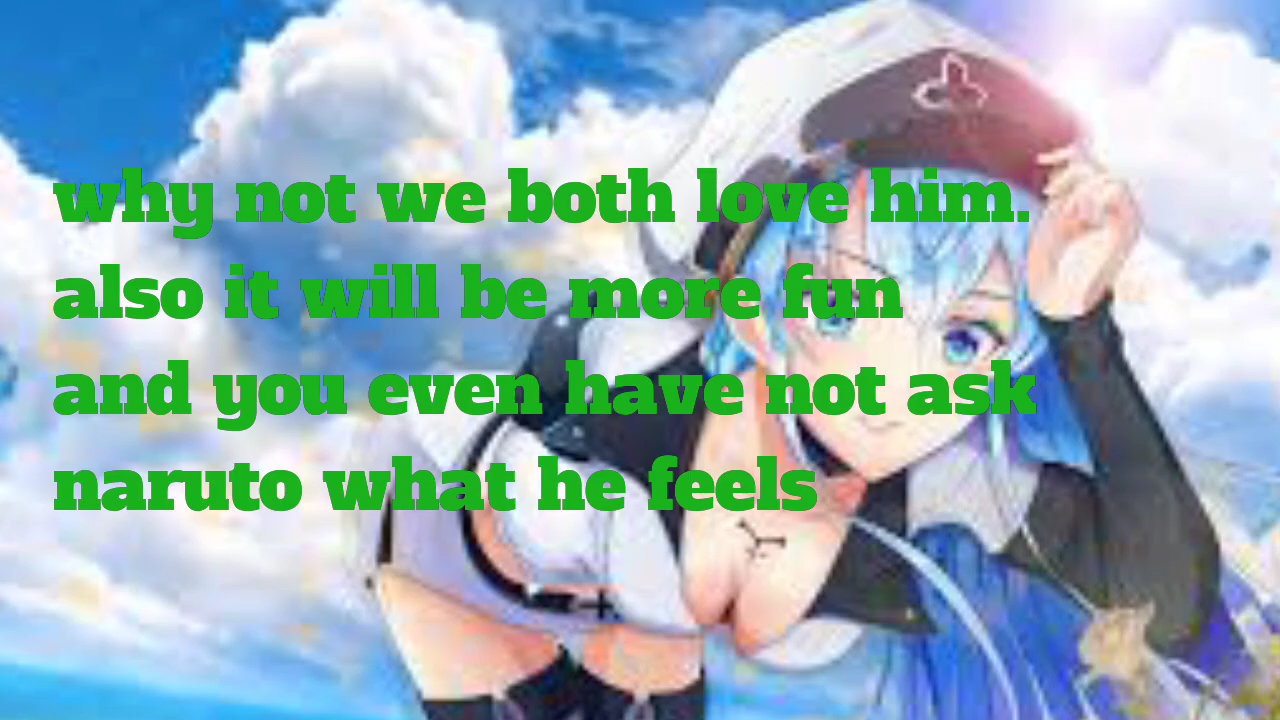 why not we both love him.
also it will be more fun
and you even have not ask
naruto what he feels